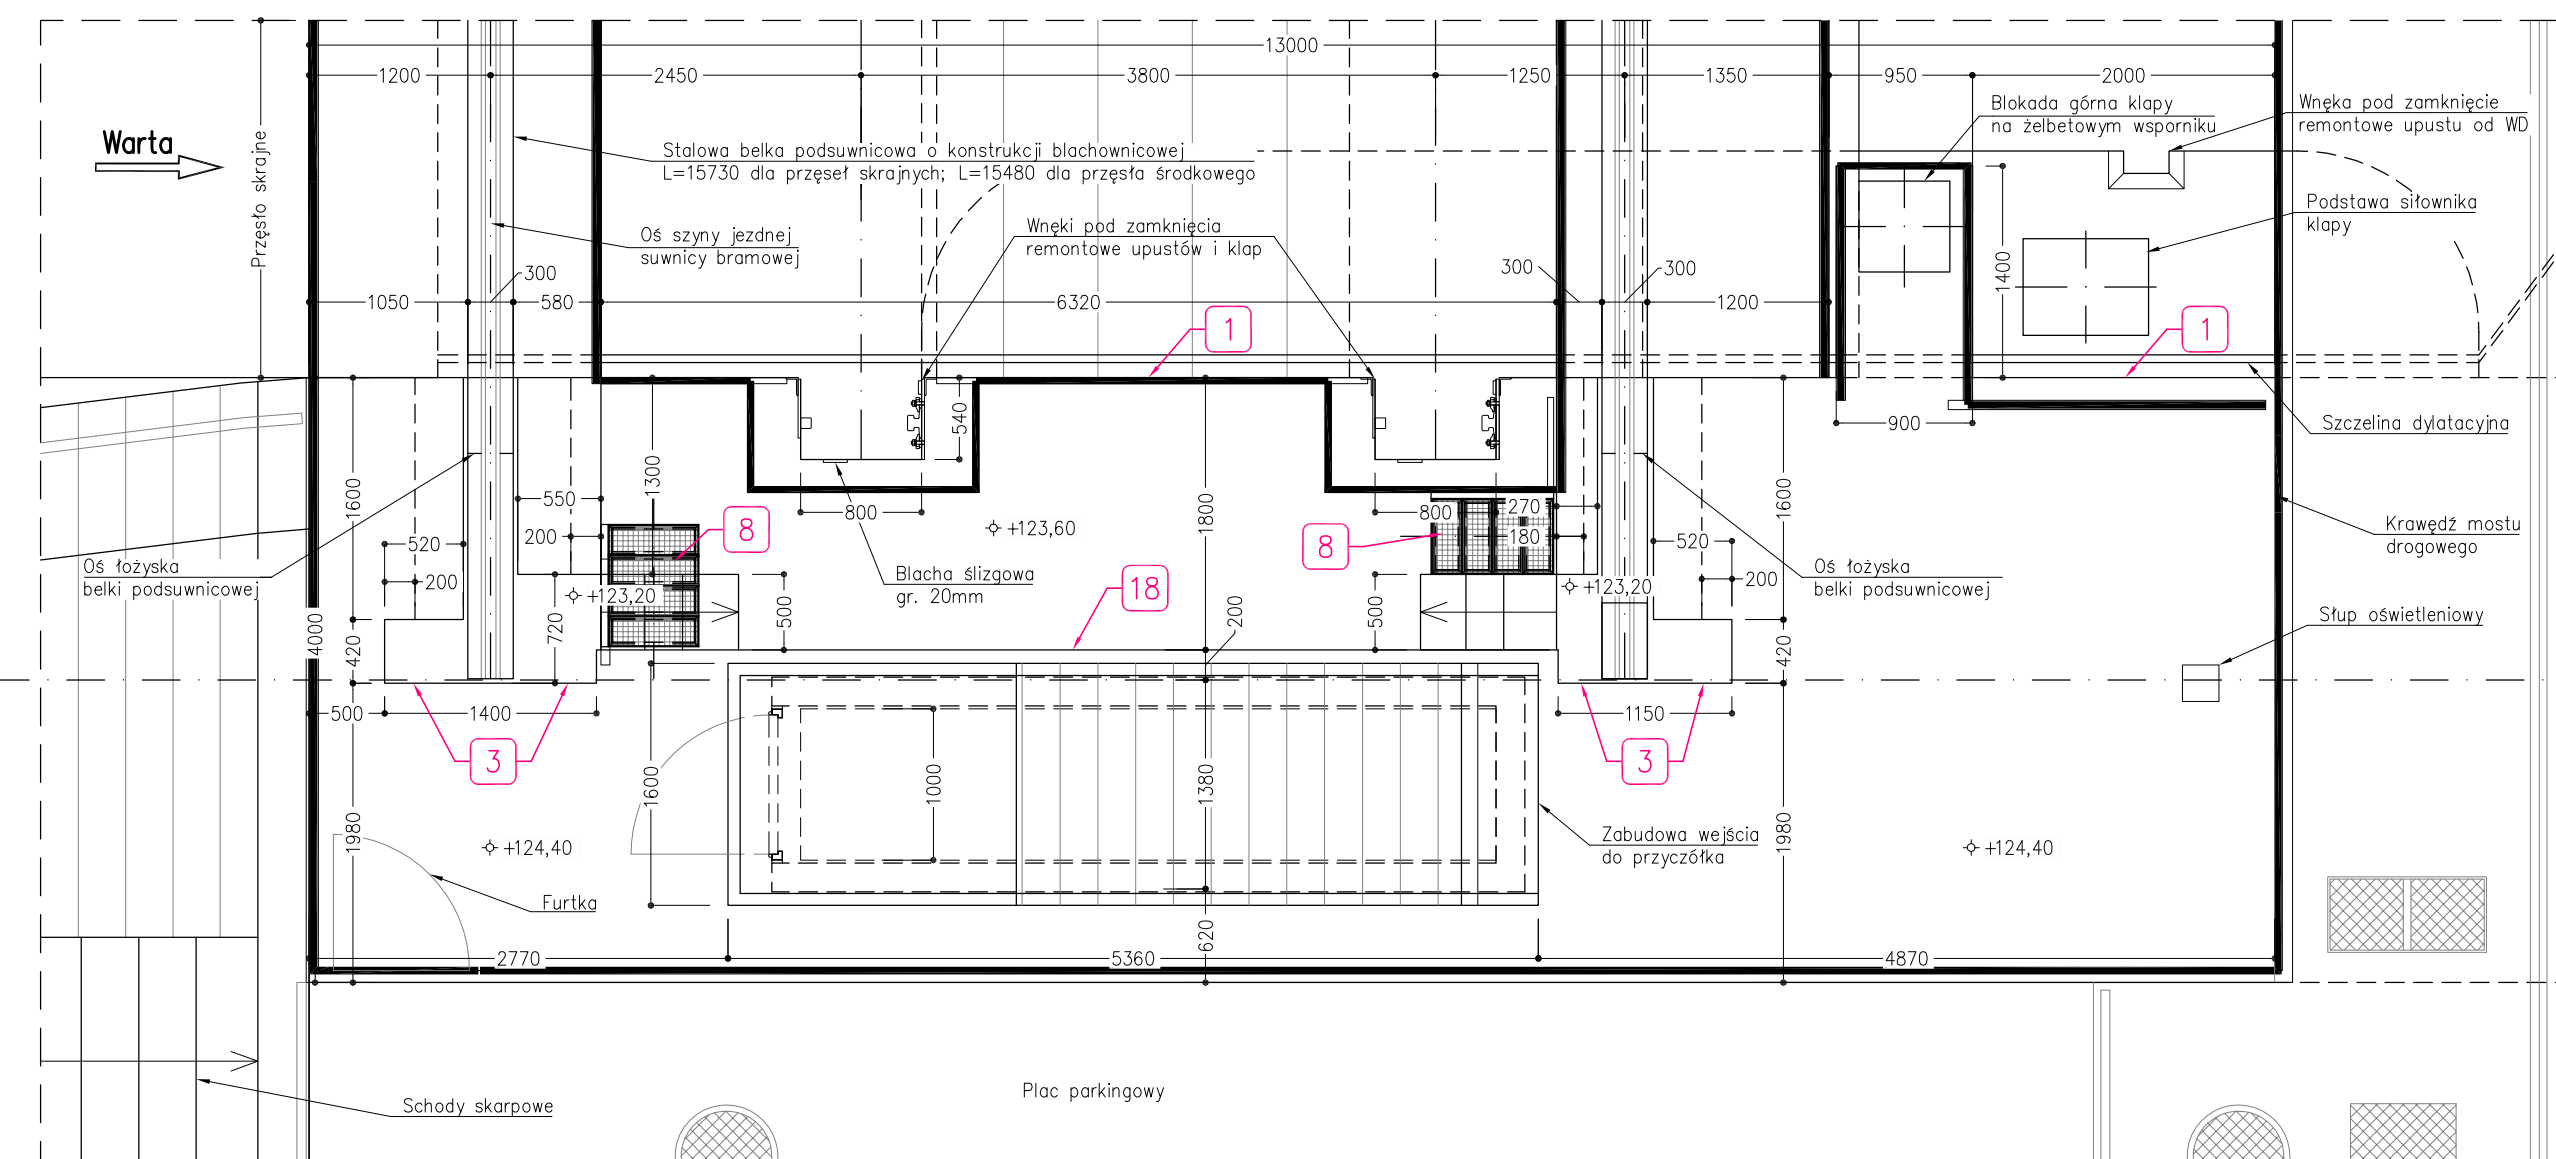 13000
1200
2450
3800
1250
1350
950
2000
Warta
Przęsło skrajne
Stalowa belka podsuwnicowa o konstrukcji blachownicowej
L=15730 dla przęseł skrajnych; L=15480 dla przęsła środkowego
Blokada górna klapy
na żelbetowym wsporniku
Wnęka pod zamknięcie
remontowe upustu od WD
Oś szyny jezdnej
suwnicy bramowej
Wnęki pod zamknięcia
remontowe upustów i klap
Podstawa siłownika
klapy
300
300
300
1400
1050
580
6320
1200
1
1
540
900
Szczelina dylatacyjna
1600
550
1300
800
1800
800
270
1600
8
+123,60
8
Krawędź mostu
drogowego
520
200
180
520
Oś łożyska
belki podsuwnicowej
200
+123,20
Blacha ślizgowa
gr. 20mm
18
+123,20
Oś łożyska
belki podsuwnicowej
200
4000
420
720
500
200
500
420
Słup oświetleniowy
500
1400
1150
3
3
1600
1000
1380
1980
1980
+124,40
Zabudowa wejścia
do przyczółka
+124,40
Furtka
620
2770
5360
4870
Plac parkingowy
Schody skarpowe